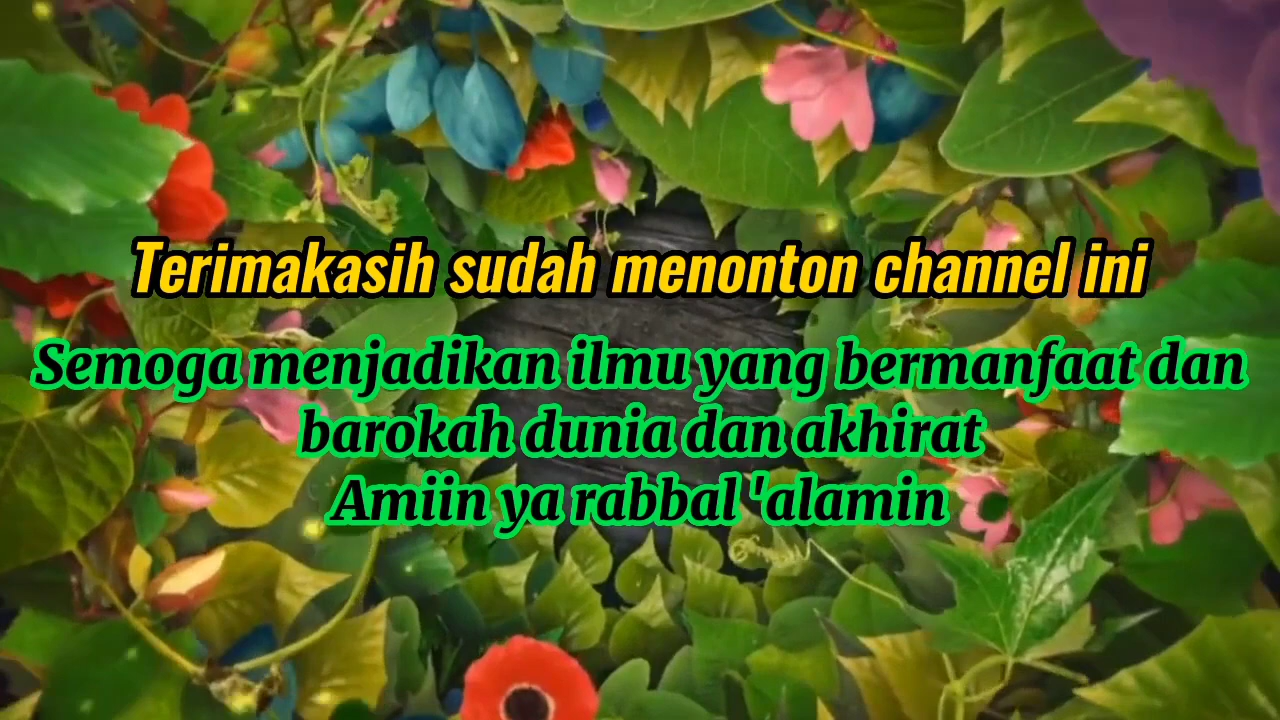 Terimakasih sudah menonton channel ini
Semoga menjadikan ilmu yang bermanfaat dan
barokah dunia dan akhirat
Amiin ya rabbal 'alamin